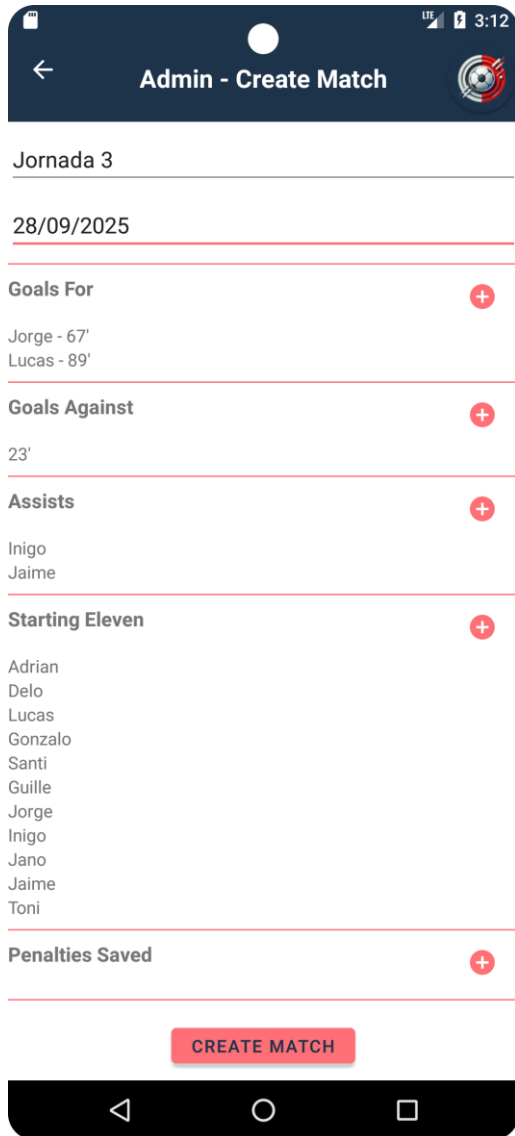 LTE 3:12
Admin - Create Match
Jornada 3
28/09/2025
Goals For
Jorge - 67'
Lucas - 89'
Goals Against
23'
Assists
Inigo
Jaime
Starting Eleven
Adrian
Delo
Lucas
Gonzalo
Santi
Guille
Jorge
Inigo
Jano
Jaime
Toni
Penalties Saved
CREATE MATCH